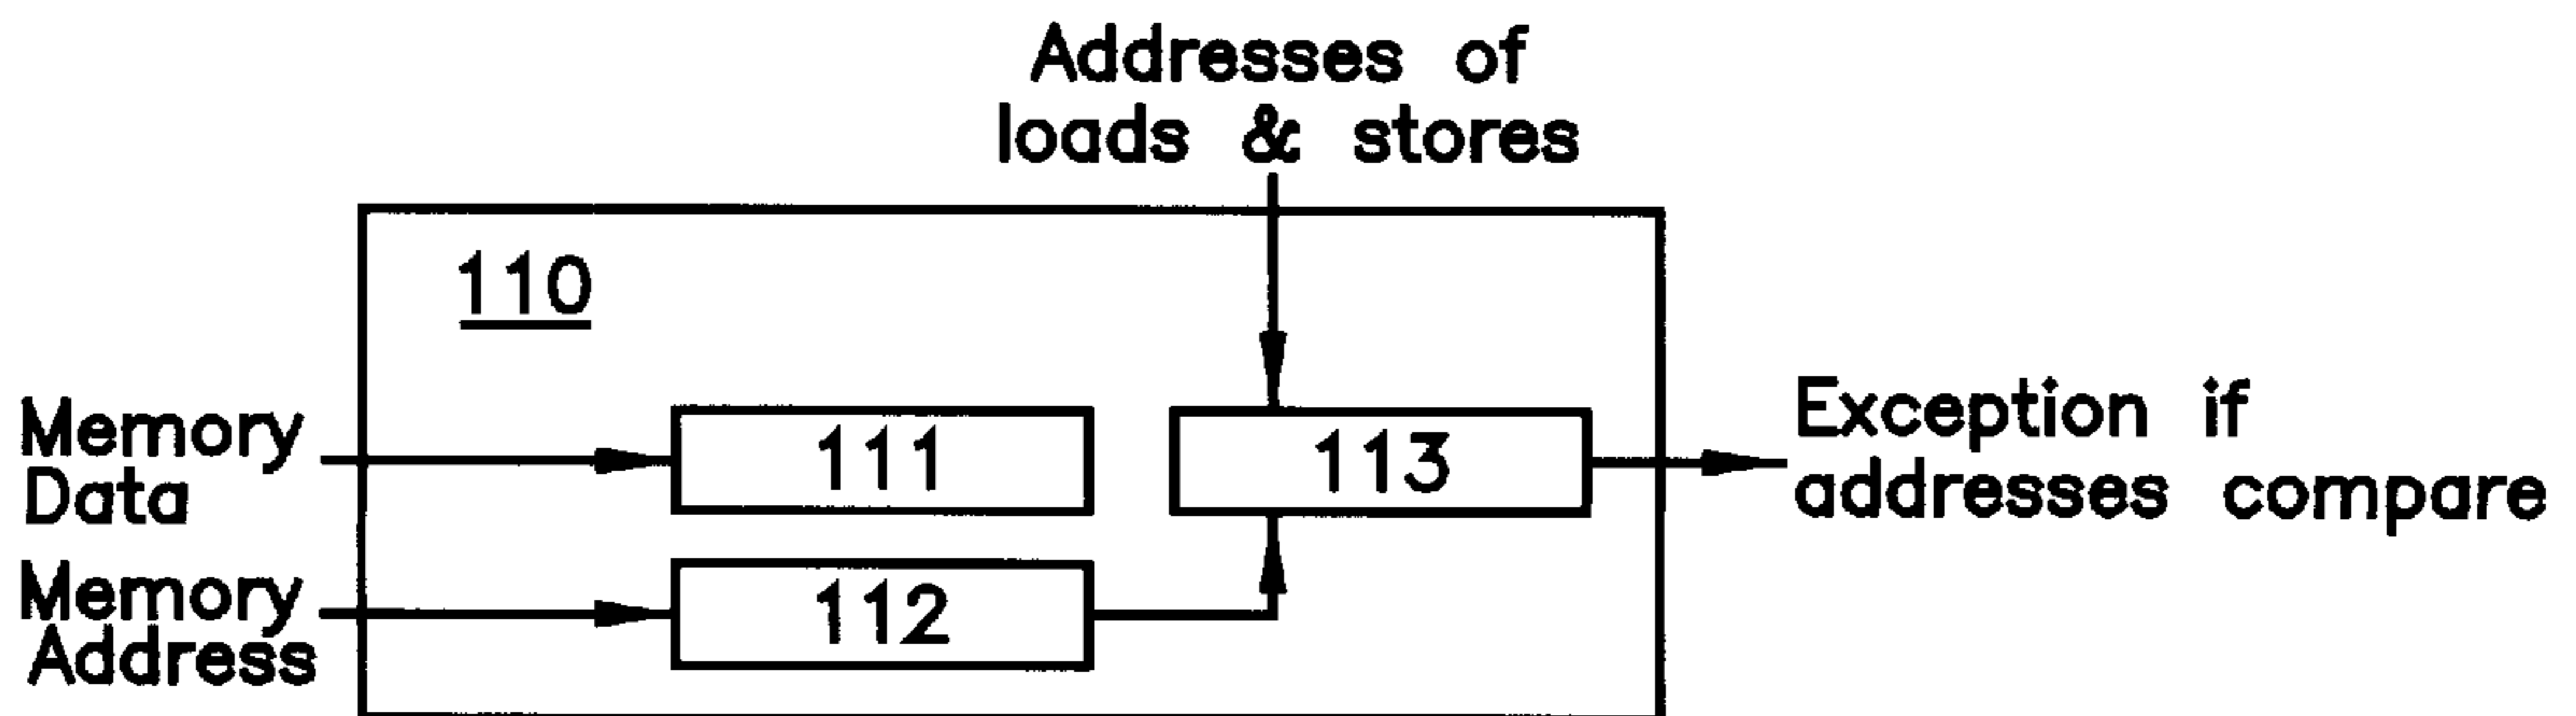 Addresses of
loads & stores
110
Memory
Data
111
113
Exception if
addresses compare
Memory
Address
112